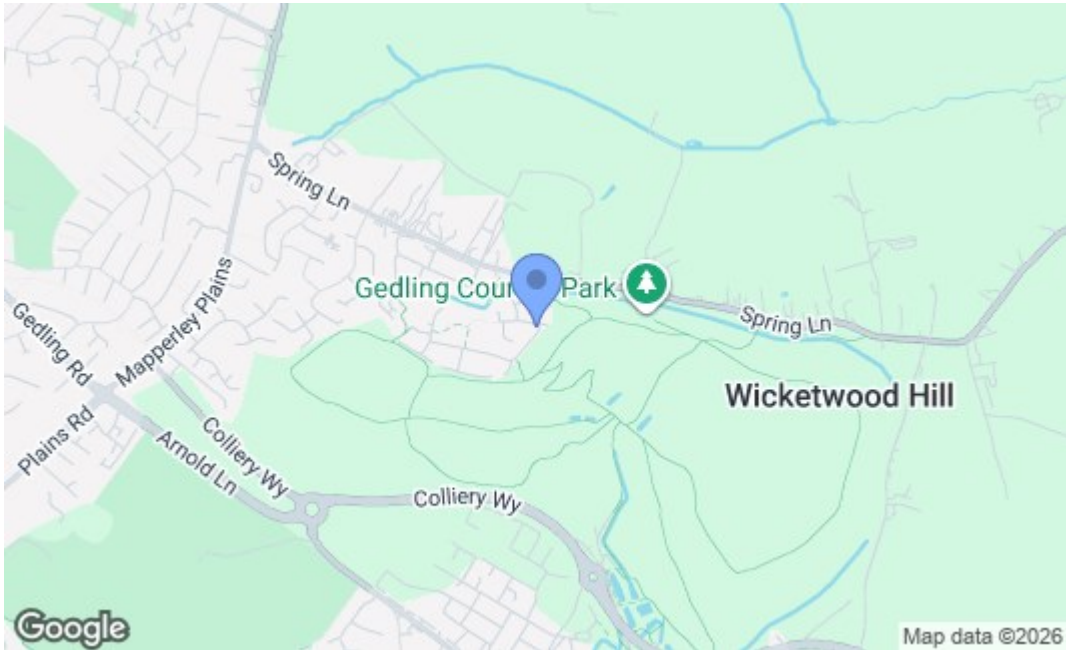 Spring Ln
Gedling Coun
Park
Spring Ln
Mapperley Plains
Gedling Rd
Wicketwood Hill
Plains Rd
Colliery Wy
Arnold Ln
Colliery Wy
Google
Map data ©2026